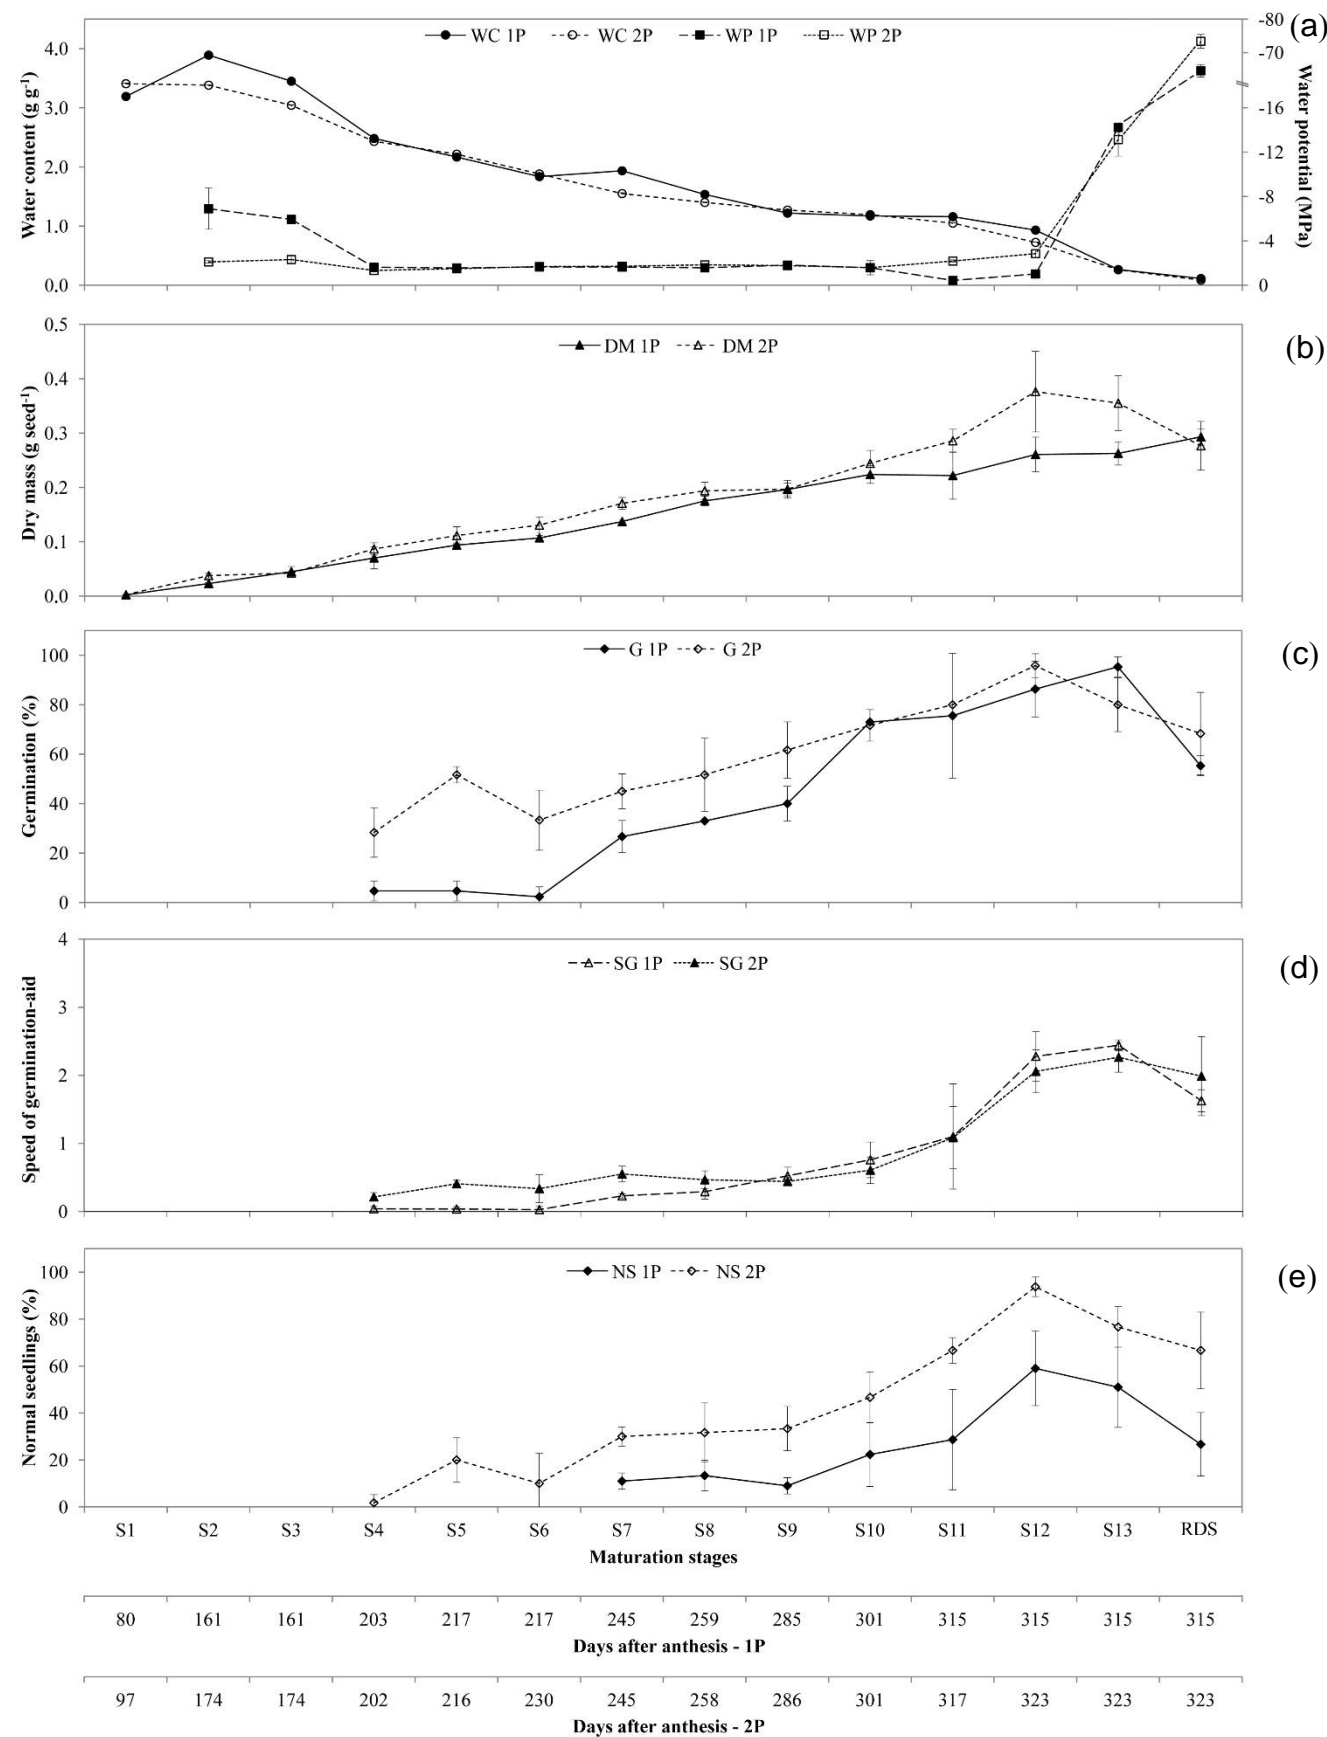 WC 1P WC 2P WP 1P WP 2P
(a)
Water content (g g-1)
4.0
3.0
2.0
1.0
0.0
-80
-70
-16
-12
-8
-4
0
Water potential (MPa)
DM 1P DM 2P
(b)
Dry mass (g seed-1)
0.5
0.4
0.3
0.2
0.1
0.0
G 1P G 2P
(c)
Germination (%)
100
80
60
40
20
0
SG 1P SG 2P
(d)
Speed of germination-aid
4
3
2
1
0
NS 1P NS 2P
(e)
Normal seedlings (%)
100
80
60
40
20
0
S1 S2 S3 S4 S5 S6 S7 S8 S9 S10 S11 S12 S13 RDS
Maturation stages
80 161 161 203 217 217 245 259 285 301 315 315 315 315
Days after anthesis - 1P
97 174 174 202 216 230 245 258 286 301 317 323 323 323
Days after anthesis - 2P